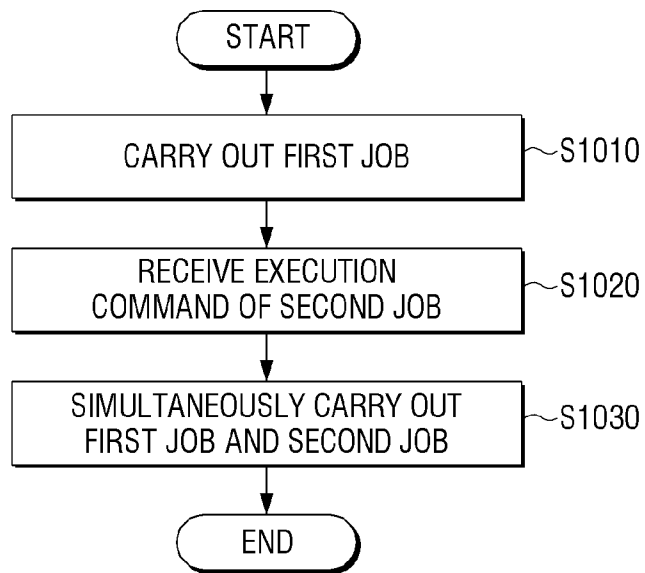 START
CARRY OUT FIRST JOB
S1010
RECEIVE EXECUTION
COMMAND OF SECOND JOB
S1020
SIMULTANEOUSLY CARRY OUT
FIRST JOB AND SECOND JOB
S1030
END